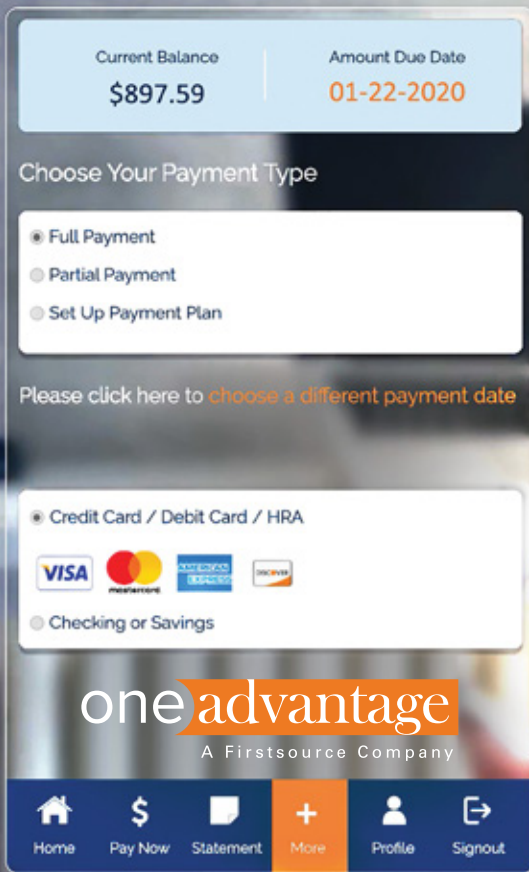 Current Balance Amount Due Date
$897.59 01-22-2020
Choose Your Payment Type
Full Payment
Partial Payment
Set Up Payment Plan
Please click here to choose a different payment date
Credit Card / Debit Card / HRA
VISA mastercard AMERICAN EXPRESS DISCOVER
Checking or Savings
one advantage
A Firstsource Company
Home Pay Now Statement More Profile Signout